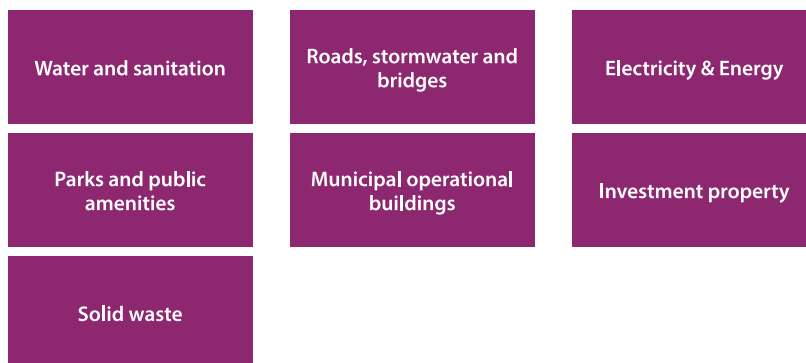 Water and sanitation
Roads, stormwater and
bridges
Electricity & Energy
Parks and public
amenities
Municipal operational
buildings
Investment property
Solid waste